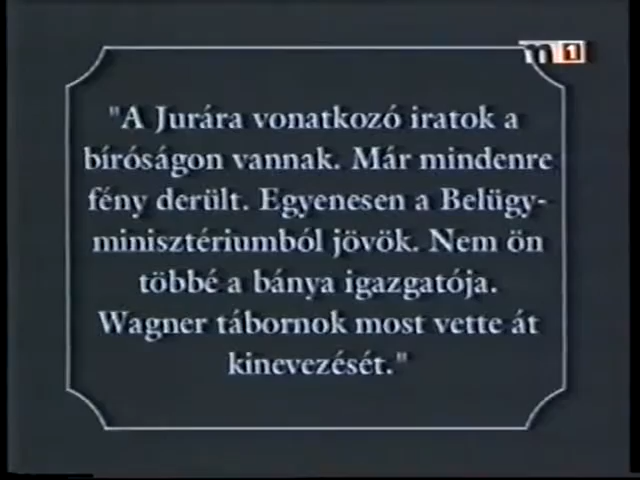 m1
"A Jurára vonatkozó iratok a
bíróságon vannak. Már mindenre
fény derült. Egyenesen a Belügy-
minisztériumból jövök. Nem ön
többé a bánya igazgatója.
Wagner tábornok most vette át
kinevezését."